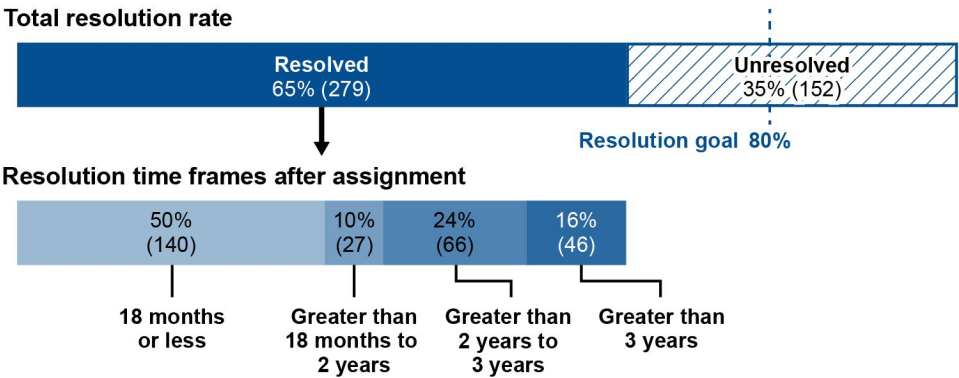 Total resolution rate
Resolved
65% (279)
Unresolved
35% (152)
Resolution goal 80%
Resolution time frames after assignment
50%
(140)
10%
(27)
24%
(66)
16%
(46)
18 months
or less
Greater than
18 months to
2 years
Greater than
2 years to
3 years
Greater than
3 years